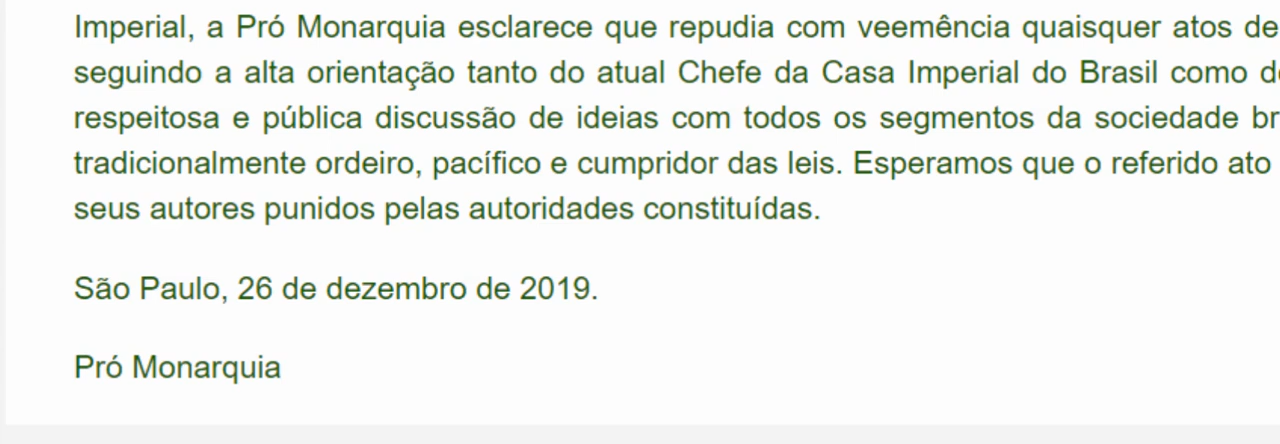 Imperial, a Pró Monarquia esclarece que repudia com veemência quaisquer atos de
seguindo a alta orientação tanto do atual Chefe da Casa Imperial do Brasil como
respeitosa e pública discussão de ideias com todos os segmentos da sociedade
tradicionalmente ordeiro, pacífico e cumpridor das leis. Esperamos que o referido ato
seus autores punidos pelas autoridades constituídas.
São Paulo, 26 de dezembro de 2019.
Pró Monarquia